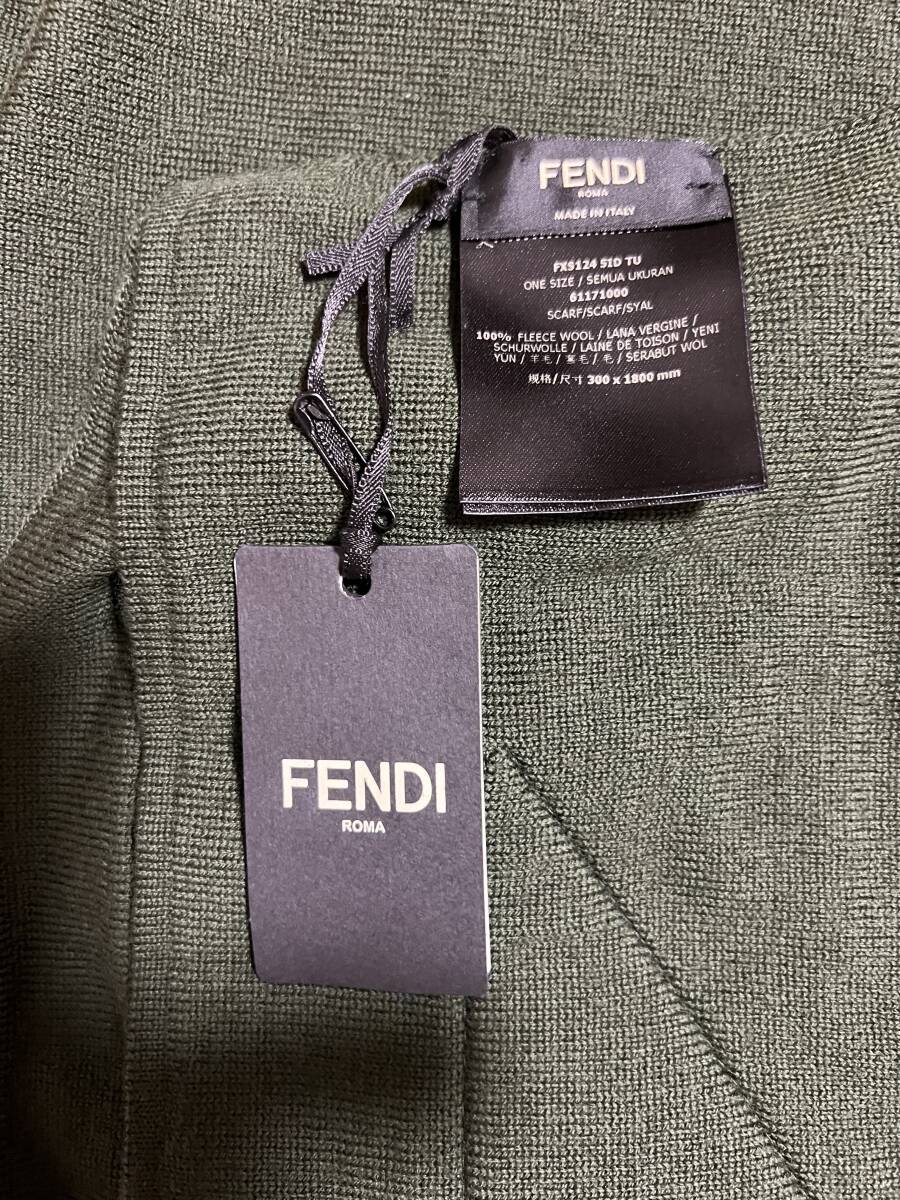 FENDI
ROMA
MADE IN ITALY
FXS124 5ID TU
ONE SIZE / SEMUA UKURAN
61171000
SCARF/SCARF/SYAL
100% FLEECE WOOL / LANA VERGINE /
SCHURWOLLE / LAINE DE TOISON / YENI
YÜN / 羊毛 / 羊毛 / 毛 / SERABUT WOL
规格/尺寸 300 x 1800 mm
FENDI
ROMA